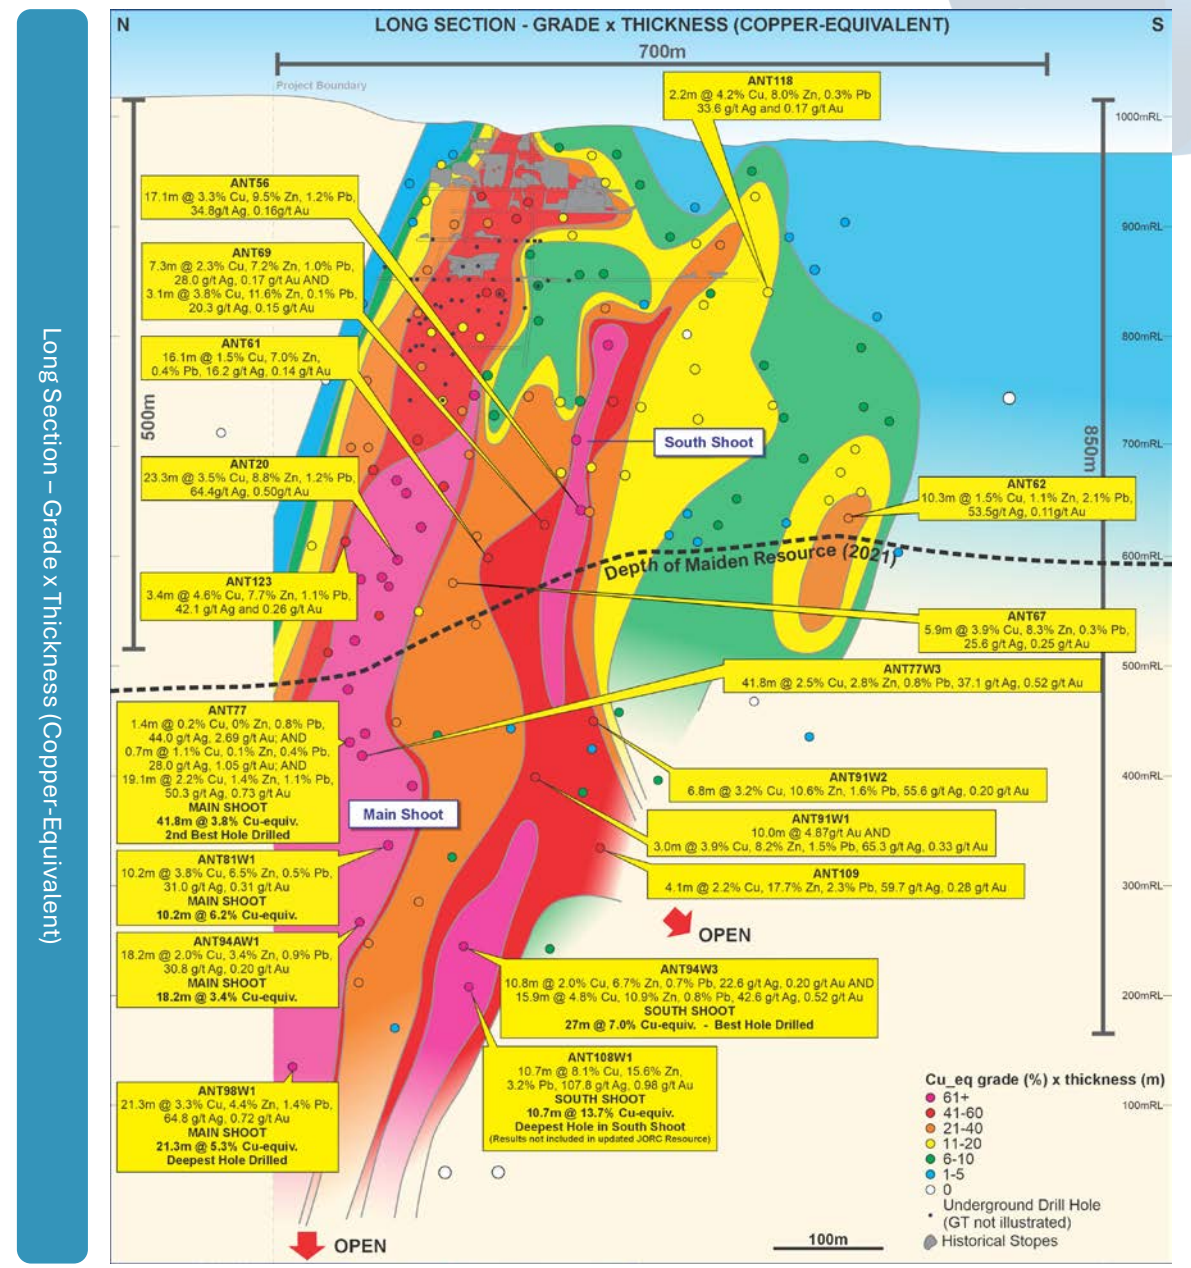 Long Section – Grade x Thickness (Copper-Equivalent)
N
LONG SECTION - GRADE x THICKNESS (COPPER-EQUIVALENT)
S
700m
Project Boundary
ANT118
2.2m @ 4.2% Cu, 8.0% Zn, 0.3% Pb
33.6 g/t Ag and 0.17 g/t Au
1000mRL
ANT56
17.1m @ 3.3% Cu, 9.5% Zn, 1.2% Pb,
34.8g/t Ag, 0.16g/t Au
900mRL
ANT69
7.3m @ 2.3% Cu, 7.2% Zn, 1.0% Pb,
28.0 g/t Ag, 0.17 g/t Au AND
3.1m @ 3.8% Cu, 11.6% Zn, 0.1% Pb,
20.3 g/t Ag, 0.15 g/t Au
800mRL
ANT61
16.1m @ 1.5% Cu, 7.0% Zn,
0.4% Pb, 16.2 g/t Ag, 0.14 g/t Au
500m
South Shoot
850m
700mRL
ANT20
23.3m @ 3.5% Cu, 8.8% Zn, 1.2% Pb,
64.4g/t Ag, 0.50g/t Au
ANT62
10.3m @ 1.5% Cu, 1.1% Zn, 2.1% Pb,
53.5g/t Ag, 0.11g/t Au
Depth of Maiden Resource (2021)
600mRL
ANT123
3.4m @ 4.6% Cu, 7.7% Zn, 1.1% Pb,
42.1 g/t Ag and 0.26 g/t Au
ANT67
5.9m @ 3.9% Cu, 8.3% Zn, 0.3% Pb,
25.6 g/t Ag, 0.25 g/t Au
500mRL
ANT77W3
41.8m @ 2.5% Cu, 2.8% Zn, 0.8% Pb, 37.1 g/t Ag, 0.52 g/t Au
ANT77
1.4m @ 0.2% Cu, 0% Zn, 0.8% Pb,
44.0 g/t Ag, 2.69 g/t Au; AND
0.7m @ 1.1% Cu, 0.1% Zn, 0.4% Pb,
28.0 g/t Ag, 1.05 g/t Au; AND
19.1m @ 2.2% Cu, 1.4% Zn, 1.1% Pb,
50.3 g/t Ag, 0.73 g/t Au
MAIN SHOOT
41.8m @ 3.8% Cu-equiv.
2nd Best Hole Drilled
400mRL
ANT91W2
6.8m @ 3.2% Cu, 10.6% Zn, 1.6% Pb, 55.6 g/t Ag, 0.20 g/t Au
Main Shoot
ANT91W1
10.0m @ 4.87g/t Au AND
3.0m @ 3.9% Cu, 8.2% Zn, 1.5% Pb, 65.3 g/t Ag, 0.33 g/t Au
ANT81W1
10.2m @ 3.8% Cu, 6.5% Zn, 0.5% Pb,
31.0 g/t Ag, 0.31 g/t Au
MAIN SHOOT
10.2m @ 6.2% Cu-equiv.
ANT109
4.1m @ 2.2% Cu, 17.7% Zn, 2.3% Pb, 59.7 g/t Ag, 0.28 g/t Au
300mRL
OPEN
ANT94AW1
18.2m @ 2.0% Cu, 3.4% Zn, 0.9% Pb,
30.8 g/t Ag, 0.20 g/t Au
MAIN SHOOT
18.2m @ 3.4% Cu-equiv.
ANT94W3
10.8m @ 2.0% Cu, 6.7% Zn, 0.7% Pb, 22.6 g/t Ag, 0.20 g/t Au AND
15.9m @ 4.8% Cu, 10.9% Zn, 0.8% Pb, 42.6 g/t Ag, 0.52 g/t Au
SOUTH SHOOT
27m @ 7.0% Cu-equiv. - Best Hole Drilled
200mRL
ANT108W1
10.7m @ 8.1% Cu, 15.6% Zn,
3.2% Pb, 107.8 g/t Ag, 0.98 g/t Au
SOUTH SHOOT
10.7m @ 13.7% Cu-equiv.
Deepest Hole in South Shoot
(Results not included in updated JORC Resource)
ANT98W1
21.3m @ 3.3% Cu, 4.4% Zn, 1.4% Pb,
64.8 g/t Ag, 0.72 g/t Au
MAIN SHOOT
21.3m @ 5.3% Cu-equiv.
Deepest Hole Drilled
Cu_eq grade (%) x thickness (m)
61+
41-60
100mRL
21-40
11-20
6-10
1-5
0
Underground Drill Hole
(GT not illustrated)
Historical Stopes
100m
OPEN